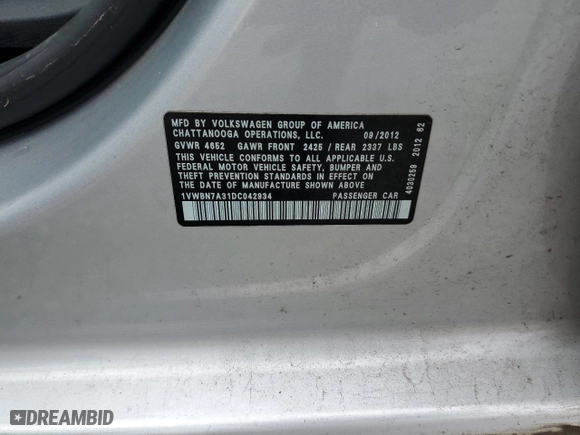 MFD BY VOLKSWAGEN GROUP OF AMERICA
CHATTANOOGA OPERATIONS, LLC. 09/2012
GVWR 4652 GAWR FRONT 2425 / REAR 2337 LBS
THIS VEHICLE CONFORMS TO ALL APPLICABLE U.S.
FEDERAL MOTOR VEHICLE SAFETY, BUMPER AND
THEFT PREVENTION STANDARDS IN EFFECT ON THE
DATE OF MANUFACTURE SHOWN ABOVE
1VWBN7A31DC042934 PASSENGER CAR
4030259 2012 62
DREAMBID